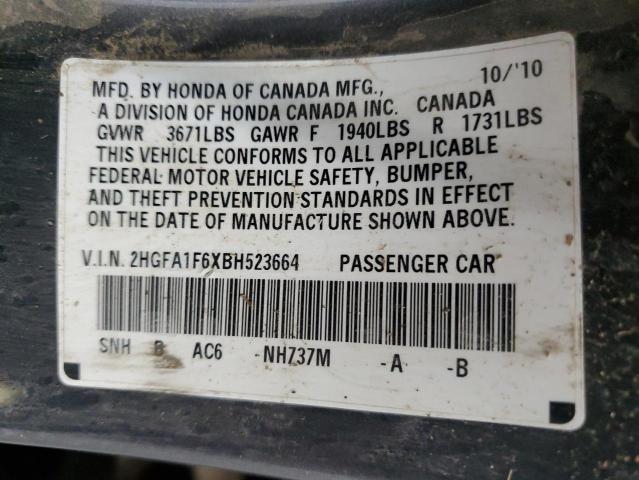 MFD. BY HONDA OF CANADA MFG., 10/'10
A DIVISION OF HONDA CANADA INC. CANADA
GVWR 3671LBS GAWR F 1940LBS R 1731LBS
THIS VEHICLE CONFORMS TO ALL APPLICABLE
FEDERAL MOTOR VEHICLE SAFETY, BUMPER,
AND THEFT PREVENTION STANDARDS IN EFFECT
ON THE DATE OF MANUFACTURE SHOWN ABOVE.
V.I.N. 2HGFA1F6XBH523664 PASSENGER CAR
SNH B AC6 -NH737M -A -B